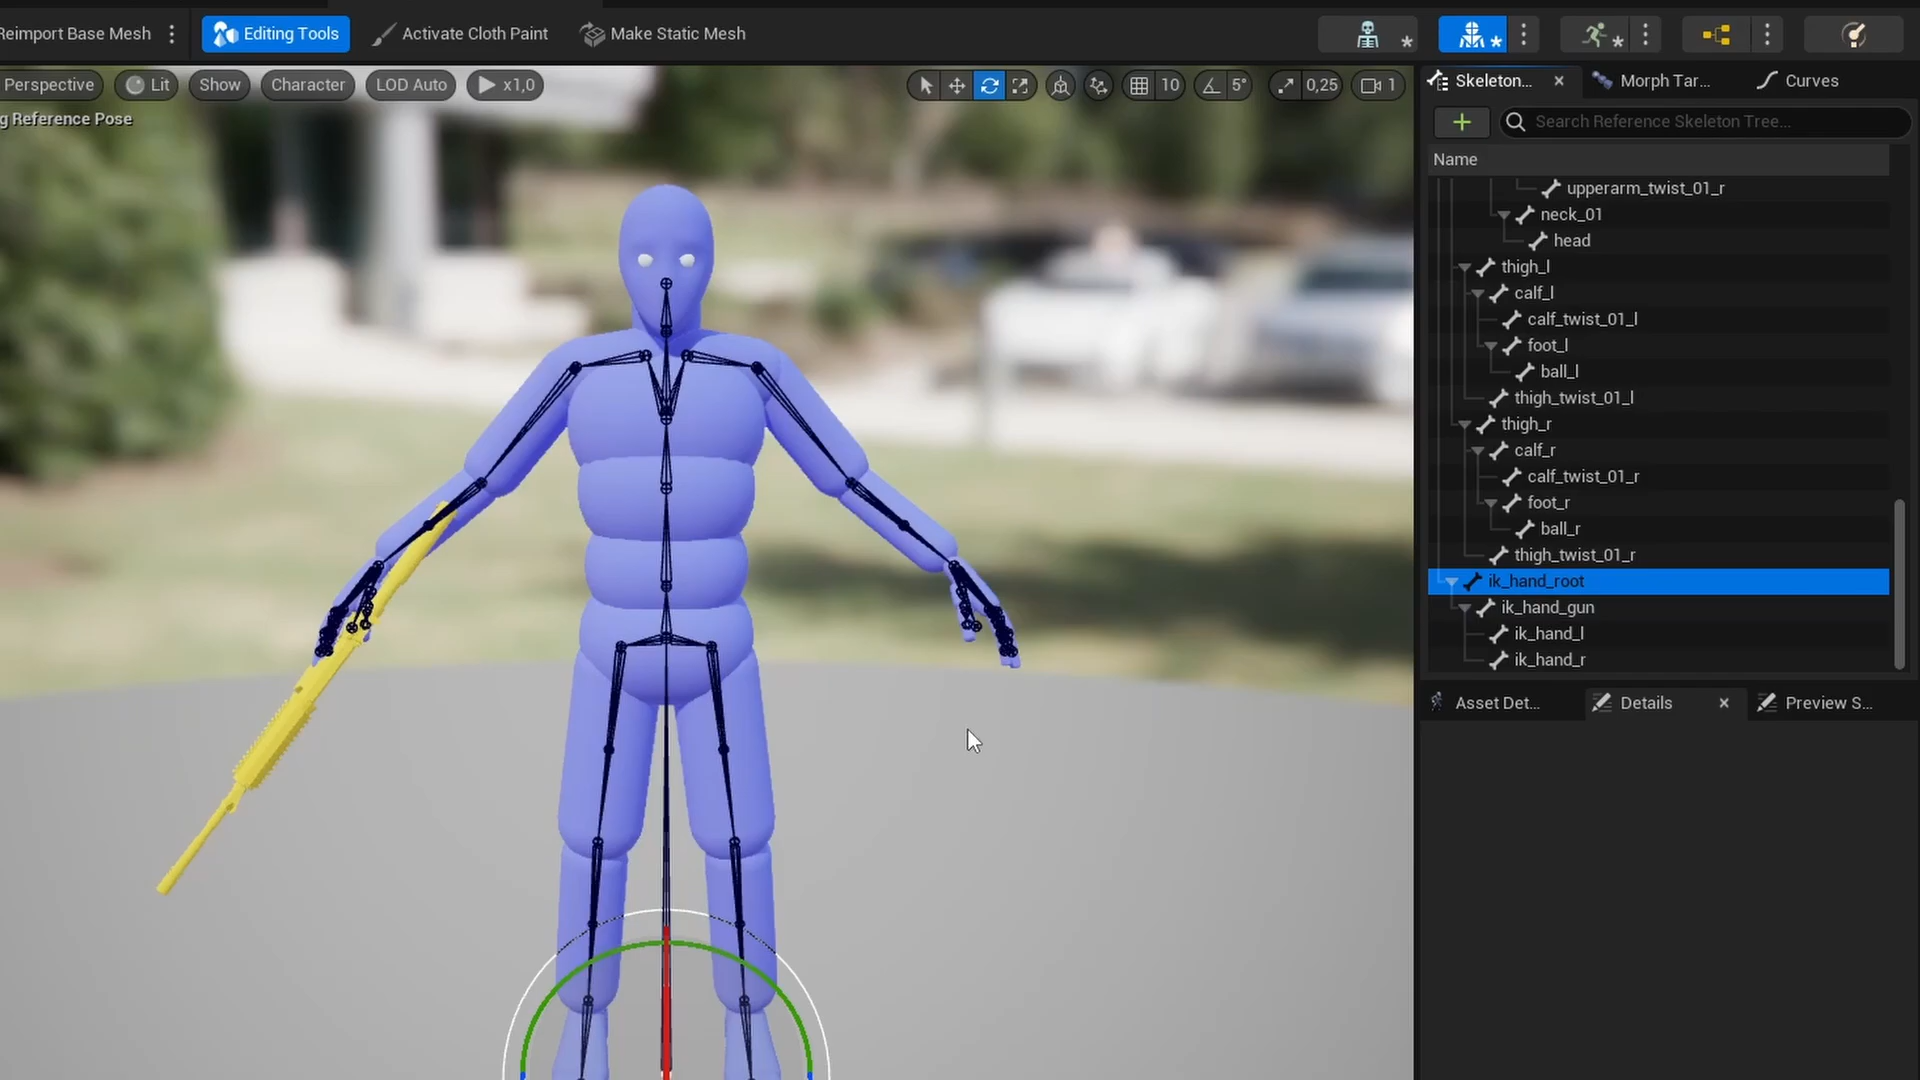 Reimport Base Mesh
Editing Tools
Activate Cloth Paint
Make Static Mesh
Perspective
Lit
Show
Character
LOD Auto
x1,0
10
5°
0,25
1
g Reference Pose
Skeleton...
Morph Tar...
Curves
Search Reference Skeleton Tree...
Name
upperarm_twist_01_r
neck_01
head
thigh_l
calf_l
calf_twist_01_l
foot_l
ball_l
thigh_twist_01_l
thigh_r
calf_r
calf_twist_01_r
foot_r
ball_r
thigh_twist_01_r
ik_hand_root
ik_hand_gun
ik_hand_l
ik_hand_r
Asset Det...
Details
Preview S...